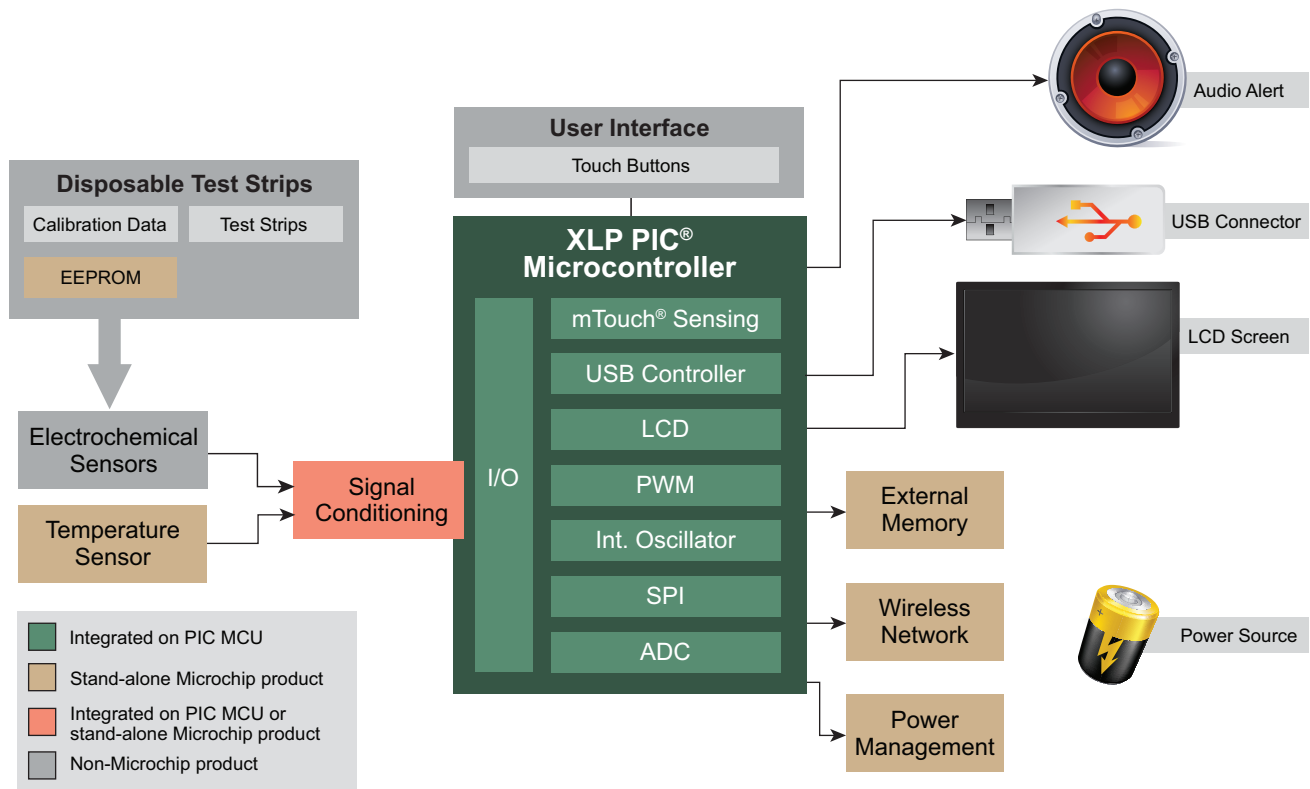 Audio Alert
User Interface
Touch Buttons
Disposable Test Strips
Calibration Data
Test Strips
EEPROM
USB Connector
XLP PIC®
Microcontroller
I/O
mTouch® Sensing
USB Controller
LCD
PWM
Int. Oscillator
SPI
ADC
LCD Screen
Electrochemical
Sensors
Temperature
Sensor
Signal
Conditioning
External
Memory
Wireless
Network
Power
Management
+
Power Source
Integrated on PIC MCU
Stand-alone Microchip product
Integrated on PIC MCU or
stand-alone Microchip product
Non-Microchip product